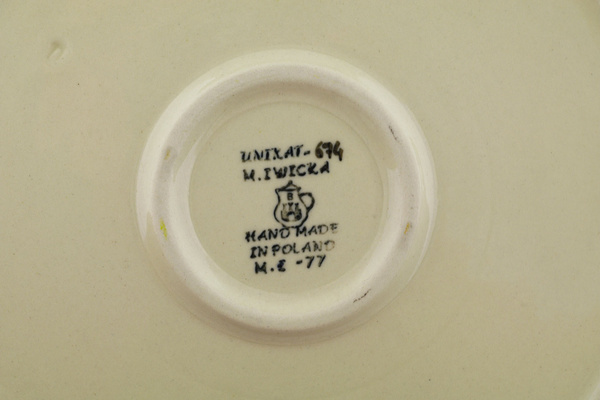 UNIKAT- 674
M. IWICKA
B
HAND MADE
IN POLAND
M.E -77